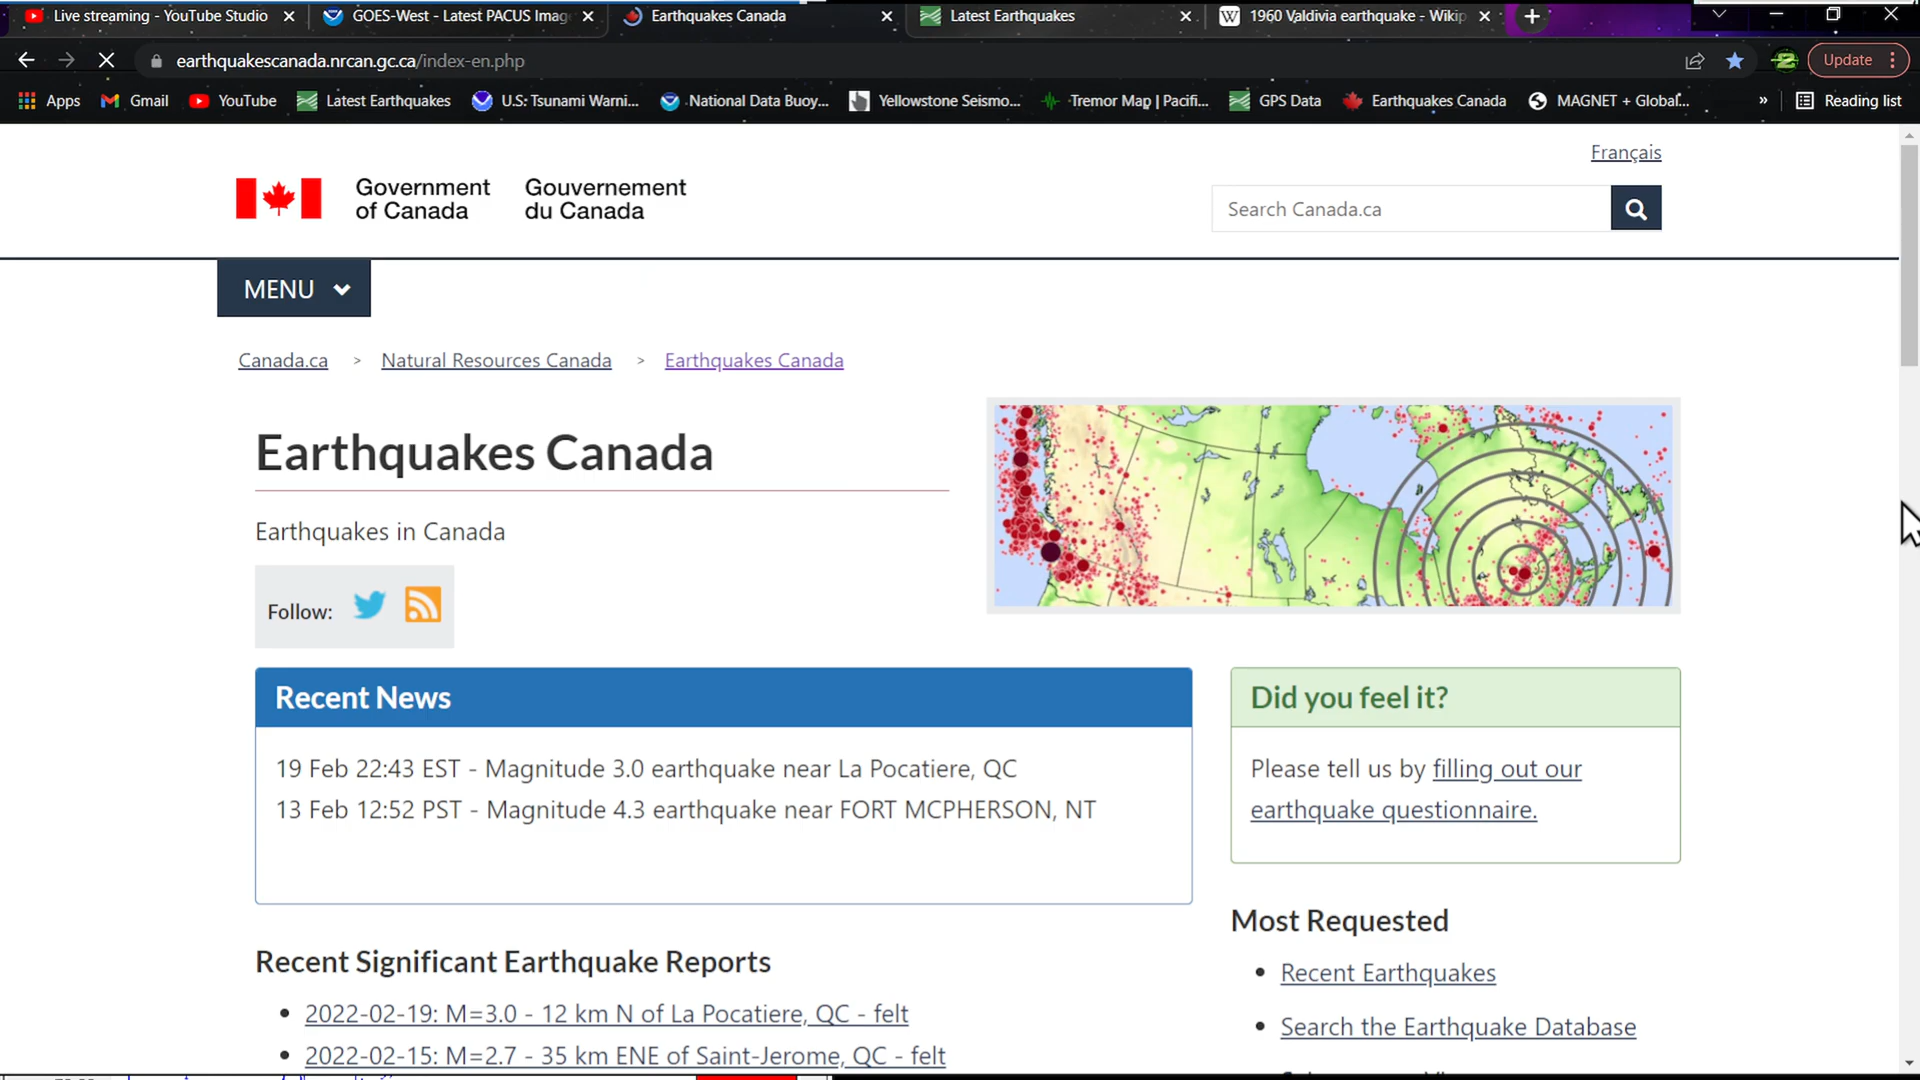 Live streaming - YouTube Studio
GOES-West - Latest PACUS Imag
Earthquakes Canada
Latest Earthquakes
1960 Valdivia earthquake - Wikip
earthquakescanada.nrcan.gc.ca/index-en.php
Update
Apps
Gmail
YouTube
Latest Earthquakes
U.S. Tsunami Warni...
National Data Buoy...
Yellowstone Seismo...
Tremor Map | Pacifi...
GPS Data
Earthquakes Canada
MAGNET + Global...
»
Reading list
Français
Government
of Canada
Gouvernement
du Canada
Search Canada.ca
MENU
Canada.ca > Natural Resources Canada > Earthquakes Canada
Earthquakes Canada
Earthquakes in Canada
Follow:
Recent News
19 Feb 22:43 EST - Magnitude 3.0 earthquake near La Pocatiere, QC
13 Feb 12:52 PST - Magnitude 4.3 earthquake near FORT MCPHERSON, NT
Did you feel it?
Please tell us by filling out our
earthquake questionnaire.
Recent Significant Earthquake Reports
• 2022-02-19: M=3.0 - 12 km N of La Pocatiere, QC - felt
• 2022-02-15: M=2.7 - 35 km ENE of Saint-Jerome, QC - felt
Most Requested
• Recent Earthquakes
• Search the Earthquake Database